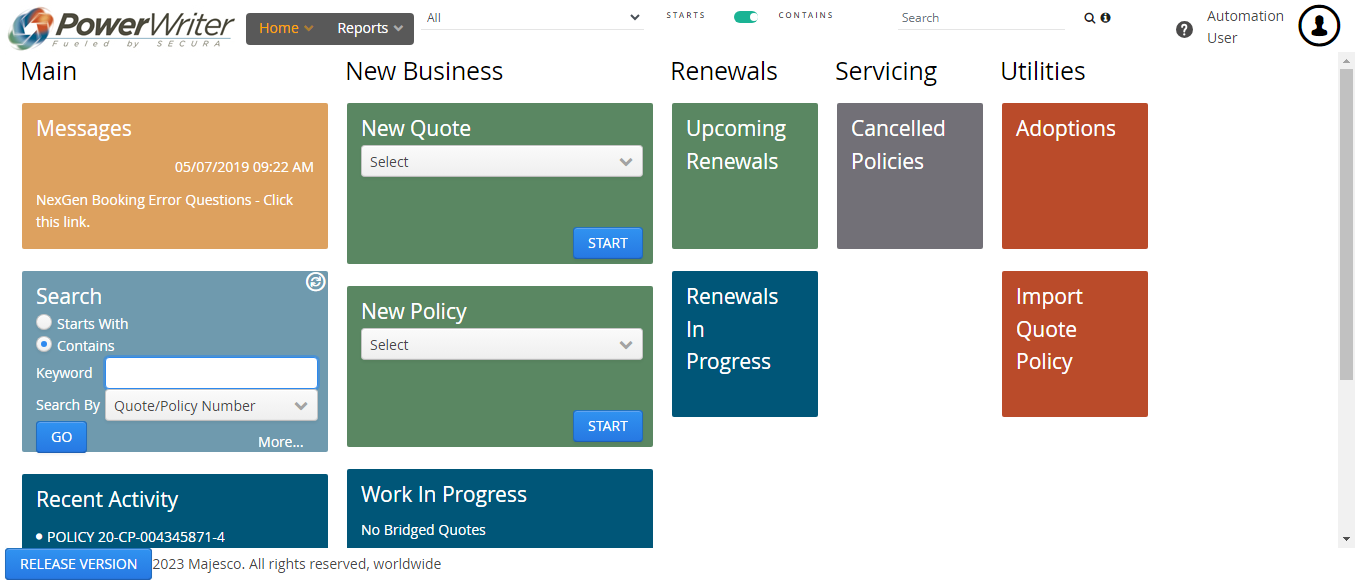 PowerWriter
Fueled by SECURA
Home
Reports
All
STARTS
CONTAINS
Search
Automation
User
Main
New Business
Renewals
Servicing
Utilities
Messages
05/07/2019 09:22 AM
NexGen Booking Error Questions - Click
this link.
New Quote
Select
START
Upcoming
Renewals
Cancelled
Policies
Adoptions
Search
Starts With
Contains
Keyword
Search By Quote/Policy Number
GO
More...
New Policy
Select
START
Renewals
In
Progress
Import
Quote
Policy
Recent Activity
• POLICY 20-CP-004345871-4
Work In Progress
No Bridged Quotes
RELEASE VERSION 2023 Majesco. All rights reserved, worldwide